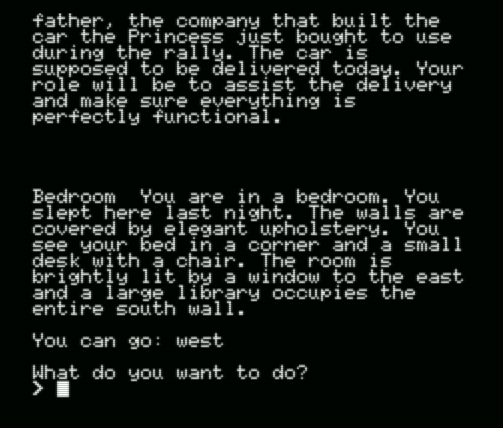 father, the company that built the
car the Princess just bought to use
during the rally. The car is
supposed to be delivered today. Your
role will be to assist the delivery
and make sure everything is
perfectly functional.
Bedroom  You are in a bedroom. You
slept here last night. The walls are
covered by elegant upholstery. You
see your bed in a corner and a small
desk with a chair. The room is
brightly lit by a window to the east
and a large library occupies the
entire south wall.
You can go: west
What do you want to do?
>